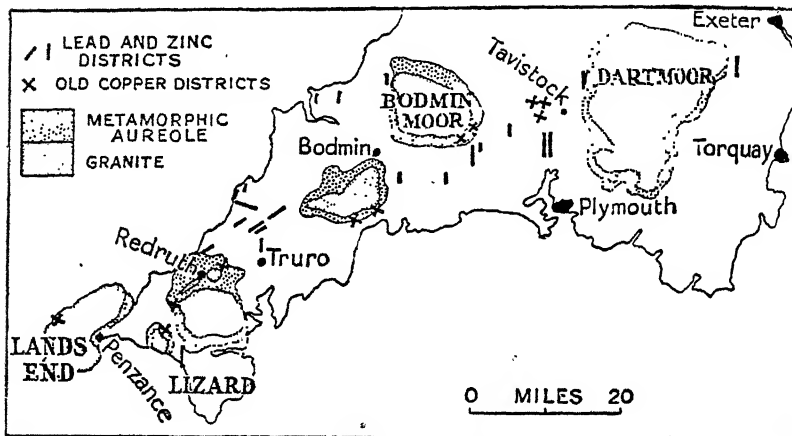 LEAD AND ZINC
DISTRICTS
OLD COPPER DISTRICTS
METAMORPHIC
AUREOLE
GRANITE
Exeter
Tavistock
DARTMOOR
BODMIN
MOOR
Bodmin
Torquay
Plymouth
Redruth
Truro
LANDS
END
Penzance
LIZARD
0 MILES 20